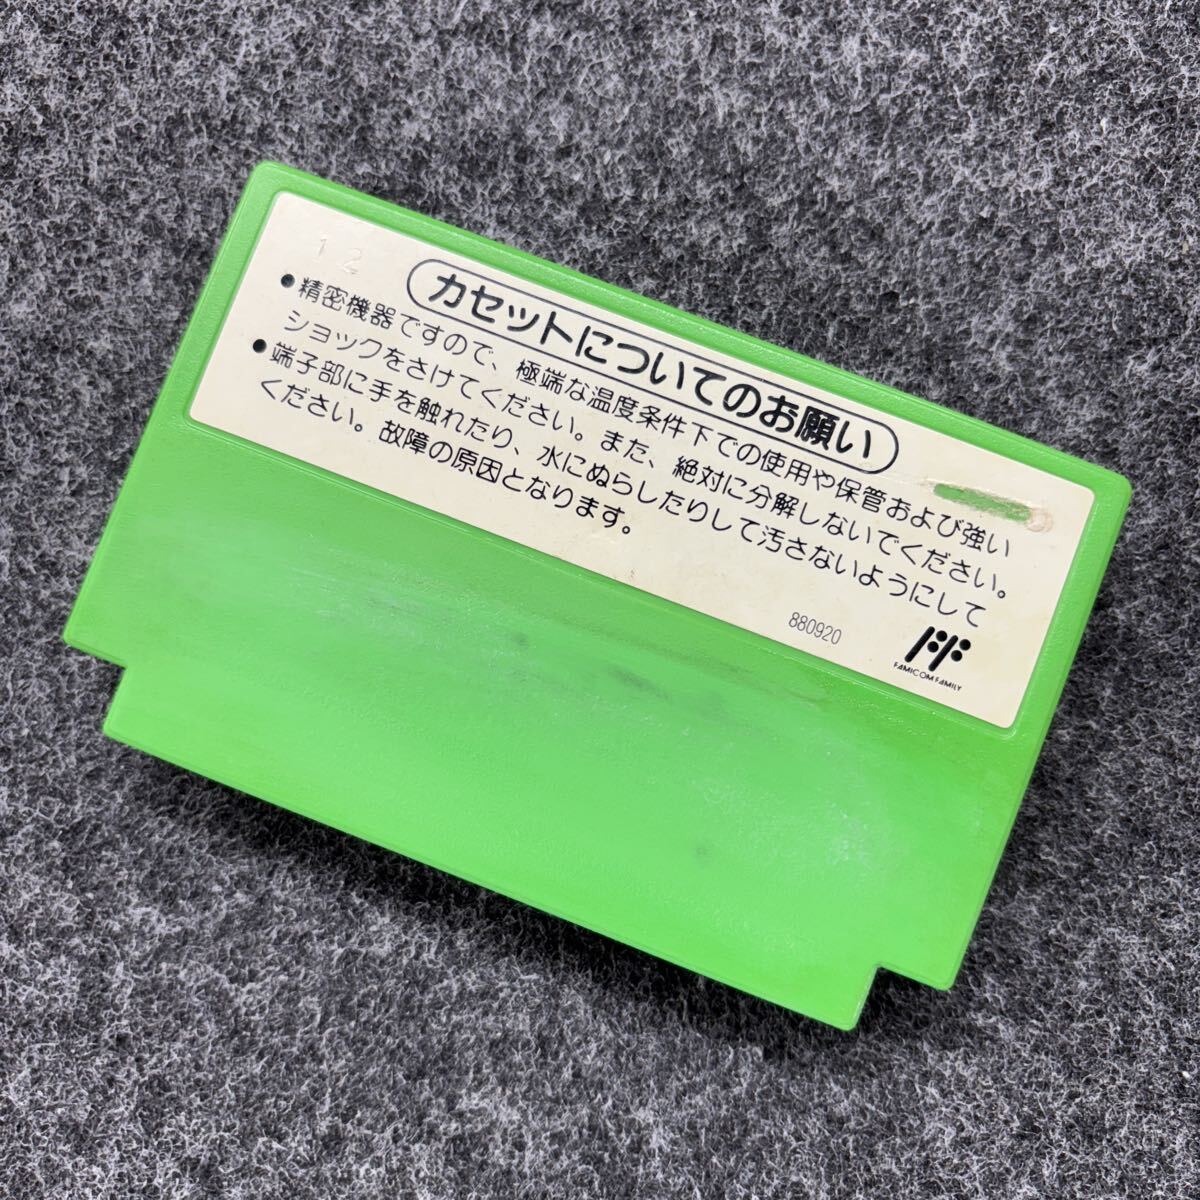 12
カセットについてのお願い
●精密機器ですので、極端な温度条件下での使用や保管および強い
ショックをさけてください。また、絶対に分解しないでください。
●端子部に手を触れたり、水にぬらしたりして汚さないようにして
ください。故障の原因となります。
880920
FAMICOM FAMILY